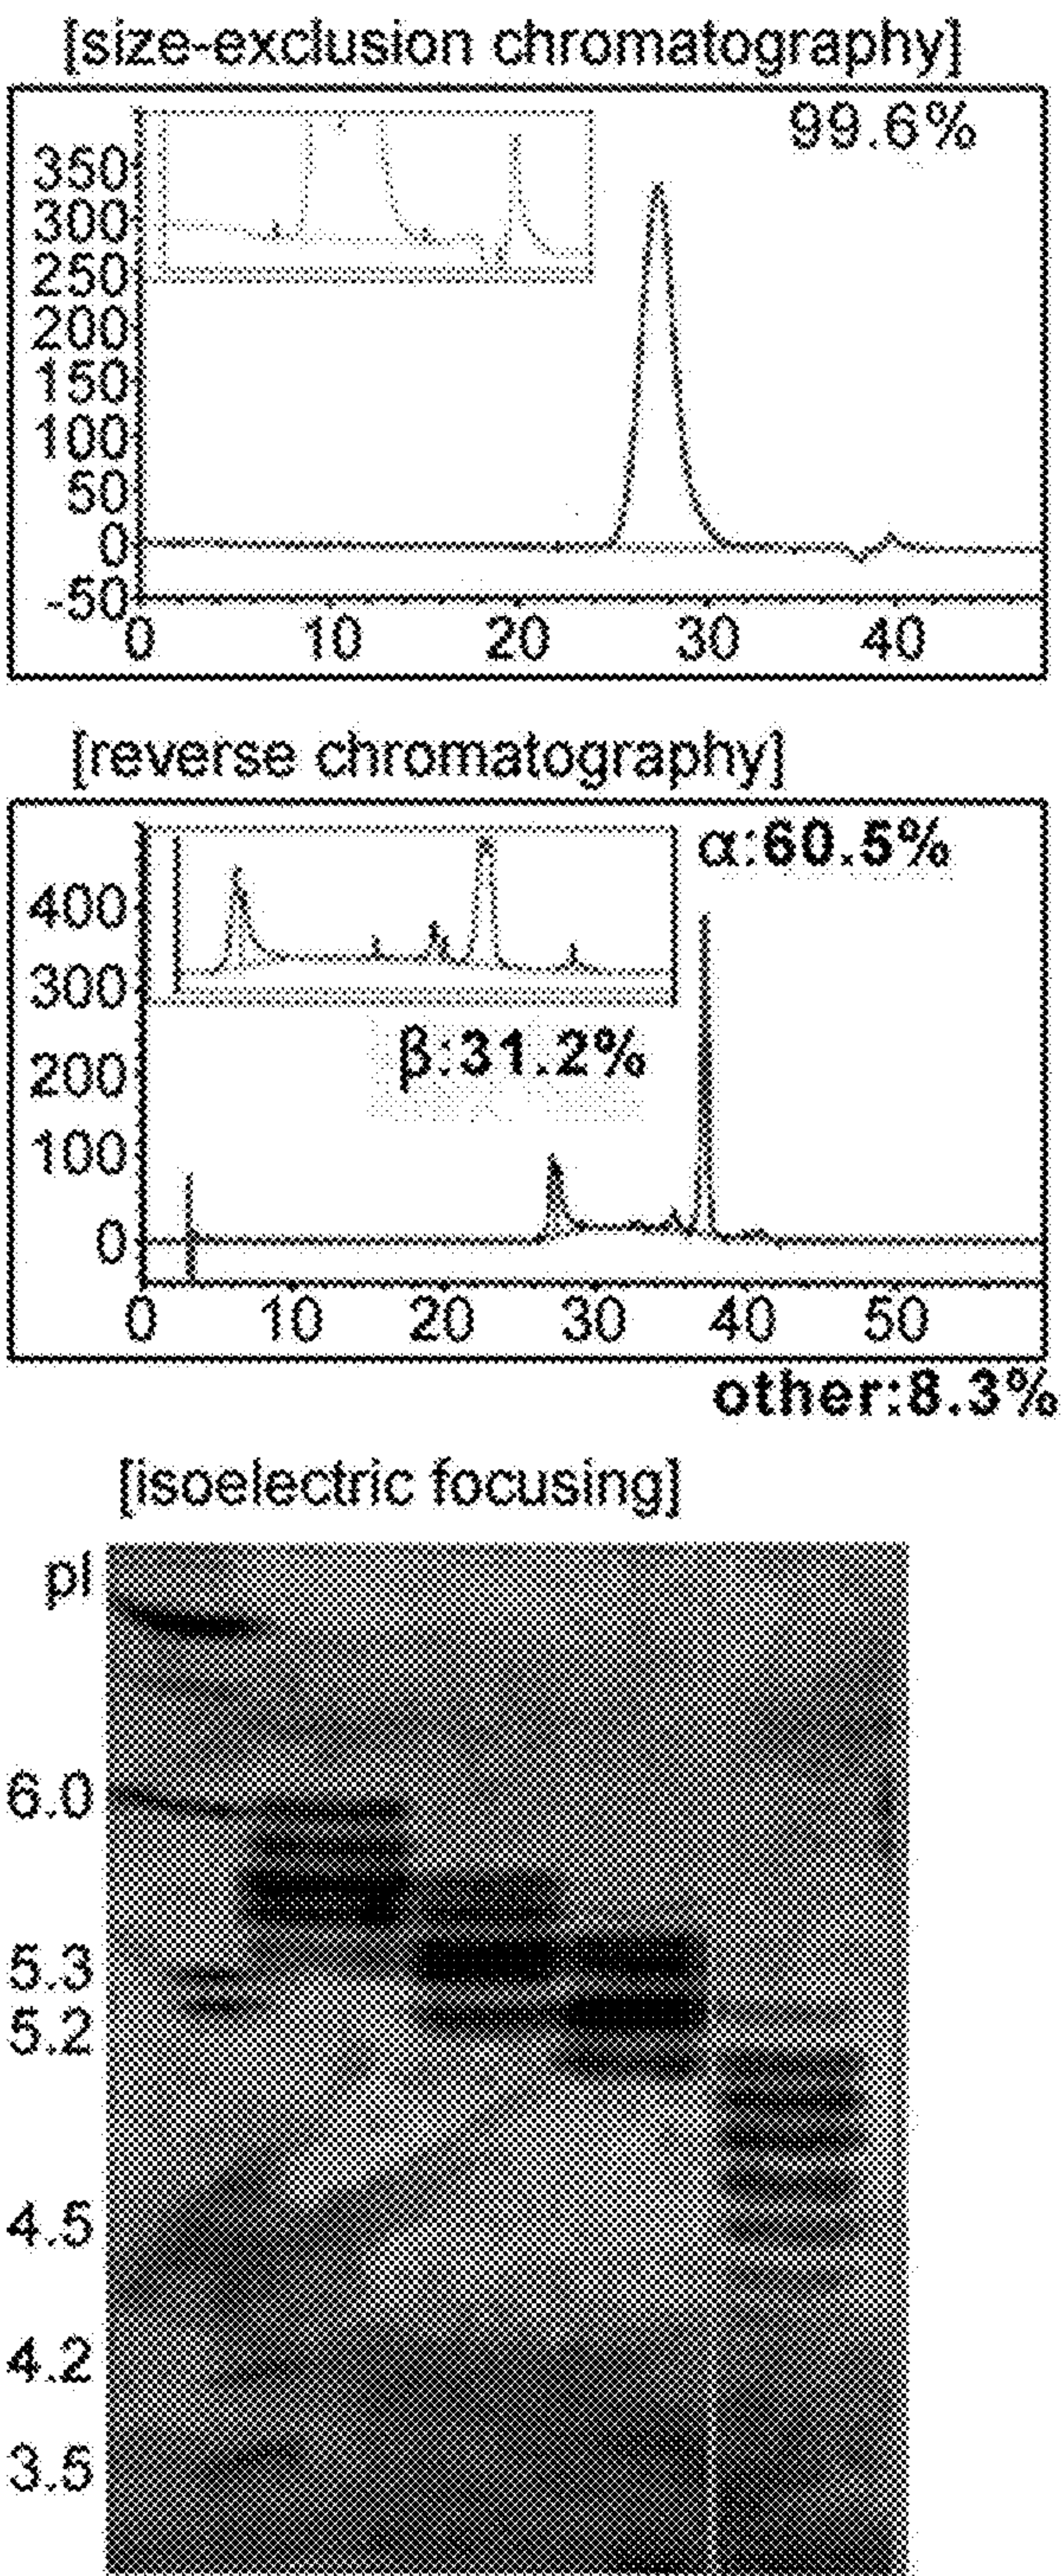 [size-exclusion chromatography]
99.6%
350
300
250
200
150
100
50
0
-50
0 10 20 30 40
[reverse chromatography]
α:60.5%
400
300
β:31.2%
200
100
0
0 10 20 30 40 50
other:8.3%
[isoelectric focusing]
pI
6.0
5.3
5.2
4.5
4.2
3.5